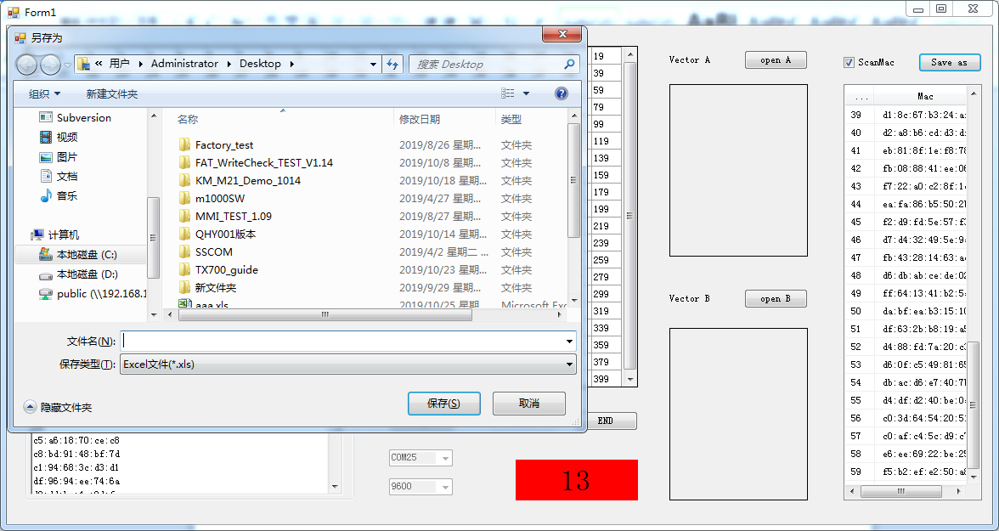 Form1
另存为
« 用户 ▸ Administrator ▸ Desktop ▸
搜索 Desktop
组织 新建文件夹
Subversion
视频
图片
文档
音乐
计算机
本地磁盘 (C:)
本地磁盘 (D:)
public (\\192.168.1
名称 修改日期 类型
Factory_test 2019/8/26 星期... 文件夹
FAT_WriteCheck_TEST_V1.14 2019/10/8 星期... 文件夹
KM_M21_Demo_1014 2019/10/18 星期... 文件夹
m1000SW 2019/4/27 星期... 文件夹
MMI_TEST_1.09 2019/8/27 星期... 文件夹
QHY001版本 2019/10/14 星期... 文件夹
SSCOM 2019/4/2 星期二 ... 文件夹
TX700_guide 2019/10/23 星期... 文件夹
新文件夹 2019/9/29 星期... 文件夹
aaa.xls 2019/10/25 星期 Microsoft Exc
文件名(N):
保存类型(T): Excel文件(*.xls)
隐藏文件夹
保存(S) 取消
19
39
59
79
99
119
139
159
179
199
219
239
259
279
299
319
339
359
379
399
END
c5:a6:18:70:ce:c8
c8:bd:91:48:bf:7d
c1:94:68:3c:d3:d1
df:96:94:ee:74:6a
COM25
9600
13
Vector A open A
Vector B open B
ScanMac Save as
... Mac
39 d1:8c:67:b3:24:a
40 d2:a8:b6:cd:d3:d
41 eb:81:8f:1e:f8:78
42 fb:08:88:41:ee:06
43 f7:22:a0:c2:8f:1
44 ea:fa:86:b5:50:2
45 f2:d9:fd:5e:57:f
46 d7:d4:32:49:5e:9
47 fb:43:28:14:63:a
48 d6:db:ab:ce:de:02
49 ff:64:13:41:b2:5
50 da:bf:ea:b3:15:10
51 df:63:2b:b8:19:a5
52 d4:88:fd:7a:20:c3
53 d6:0f:c5:49:81:65
54 db:ac:d6:e7:40:7
55 d4:df:d2:40:be:0
56 c0:3d:64:54:20:51
57 c0:af:c4:5c:d9:c
58 e6:ee:69:22:be:25
59 f5:b2:ef:e2:50:a8